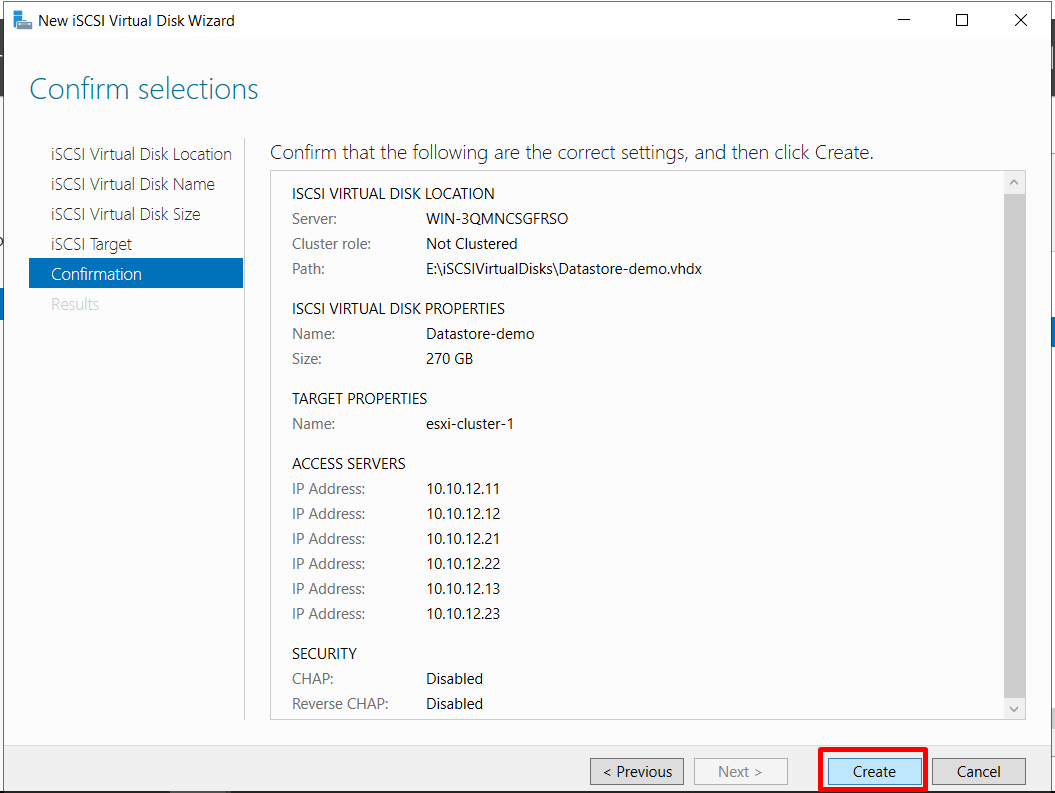 New iSCSI Virtual Disk Wizard
Confirm selections
iSCSI Virtual Disk Location
iSCSI Virtual Disk Name
iSCSI Virtual Disk Size
iSCSI Target
Confirmation
Results
Confirm that the following are the correct settings, and then click Create.
ISCSI VIRTUAL DISK LOCATION
Server: WIN-3QMNCSGFRSO
Cluster role: Not Clustered
Path: E:\iSCSIVirtualDisks\Datastore-demo.vhdx
ISCSI VIRTUAL DISK PROPERTIES
Name: Datastore-demo
Size: 270 GB
TARGET PROPERTIES
Name: esxi-cluster-1
ACCESS SERVERS
IP Address: 10.10.12.11
IP Address: 10.10.12.12
IP Address: 10.10.12.21
IP Address: 10.10.12.22
IP Address: 10.10.12.13
IP Address: 10.10.12.23
SECURITY
CHAP: Disabled
Reverse CHAP: Disabled
< Previous Next > Create Cancel